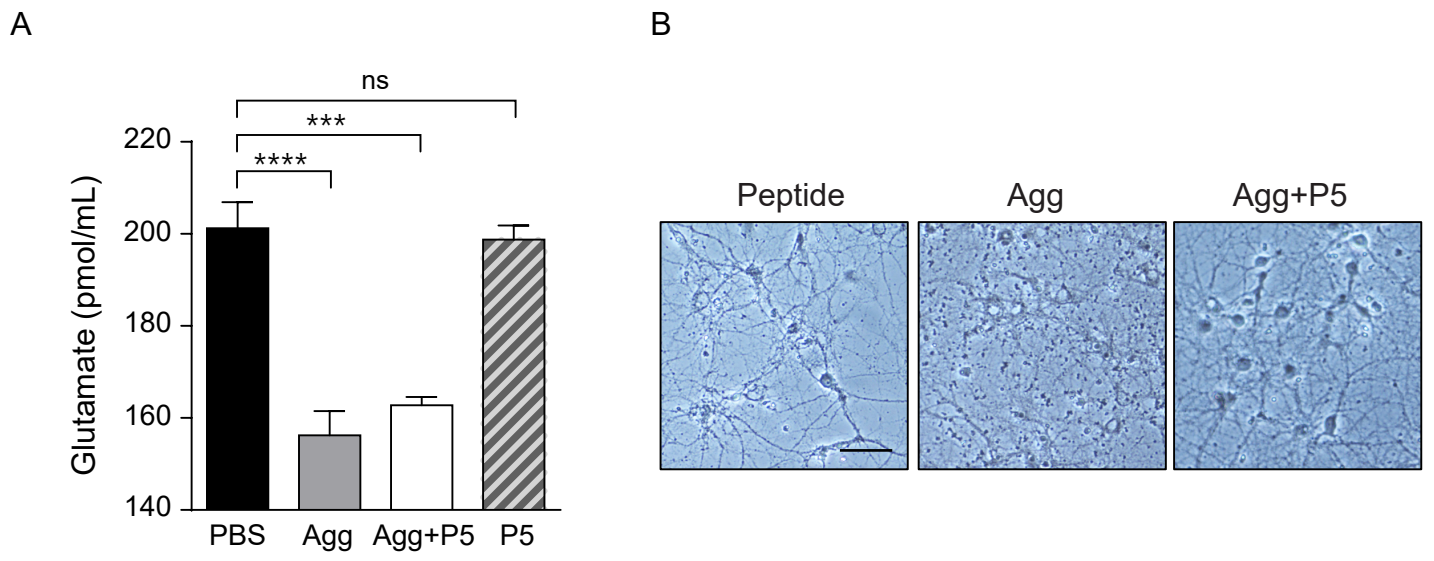 A
B
ns
***
****
220
200
180
160
140
Glutamate (pmol/mL)
PBS Agg Agg+P5 P5
Peptide Agg Agg+P5